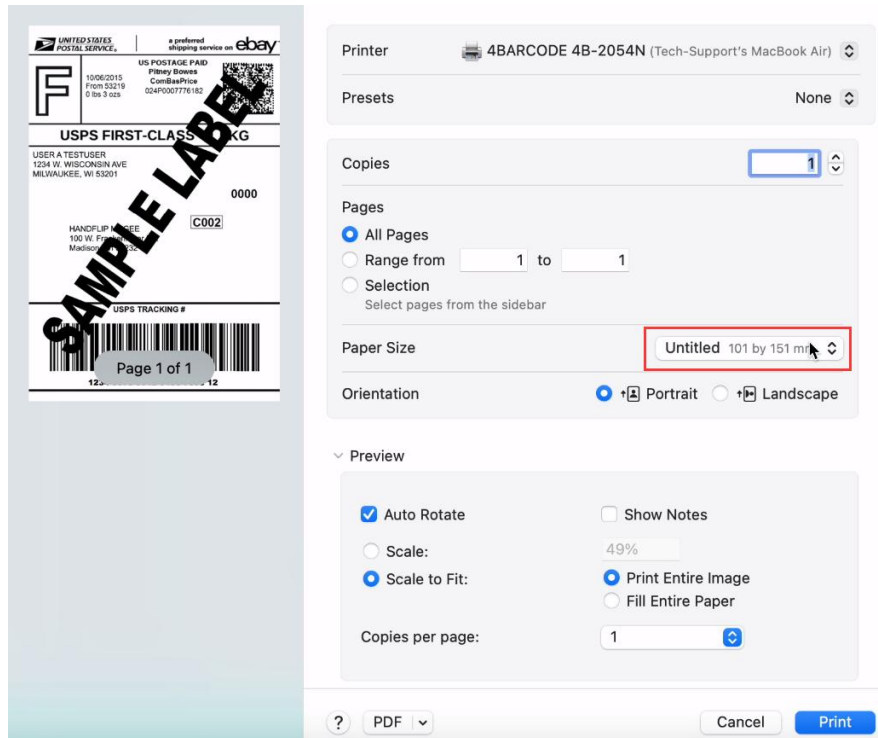 UNITED STATES
POSTAL SERVICE®
a preferred
shipping service on ebay
F
10/06/2015
From 53219
0 lbs 3 ozs
US POSTAGE PAID
Pitney Bowes
ComBasPrice
024P0007776182
USPS FIRST-CLASS KG
USER A TESTUSER
1234 W. WISCONSIN AVE
MILWAUKEE, WI 53201
0000
C002
HANDFLIP
100 W.
Madison
SAMPLE LABEL
USPS TRACKING #
Page 1 of 1
12
Printer 4BARCODE 4B-2054N (Tech-Support's MacBook Air)
Presets None
Copies 1
Pages
All Pages
Range from 1 to 1
Selection
Select pages from the sidebar
Paper Size Untitled 101 by 151
Orientation Portrait Landscape
Preview
Auto Rotate Show Notes
Scale: 49%
Scale to Fit: Print Entire Image
Fill Entire Paper
Copies per page: 1
? PDF Cancel Print